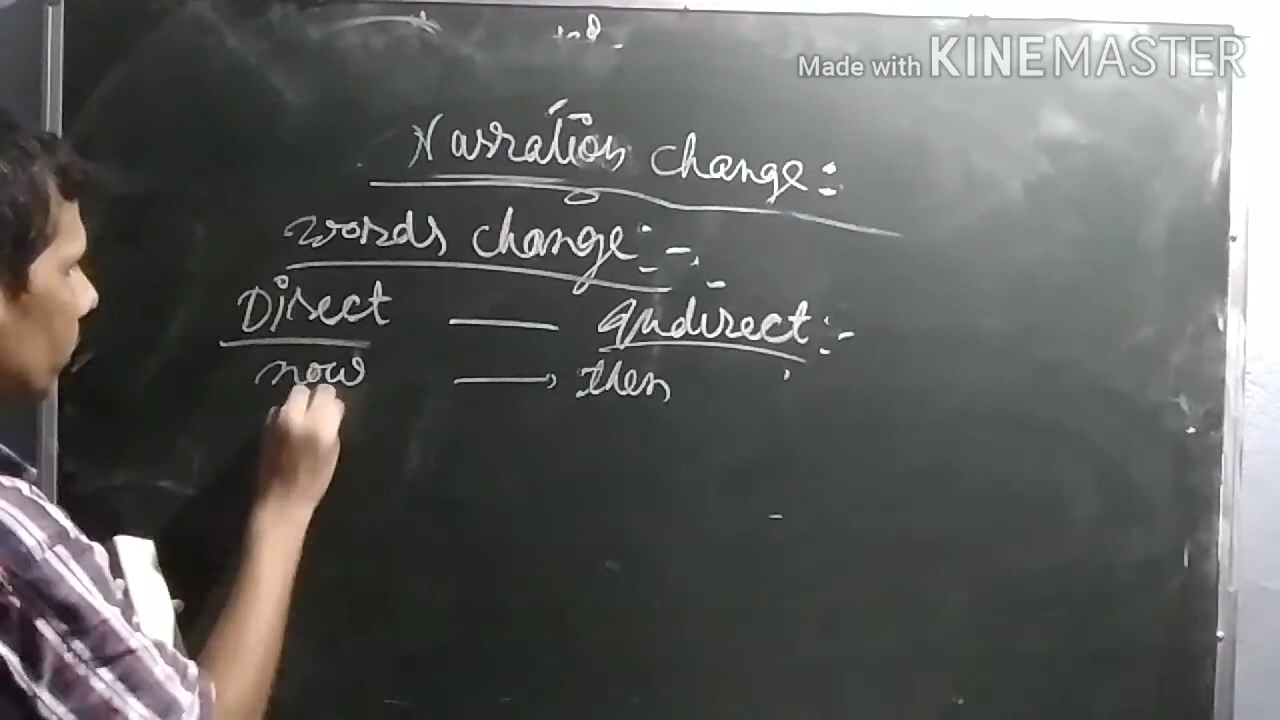 Made with KINEMASTER
Narration change:
words change:-
Direct — Indirect:-
now → then